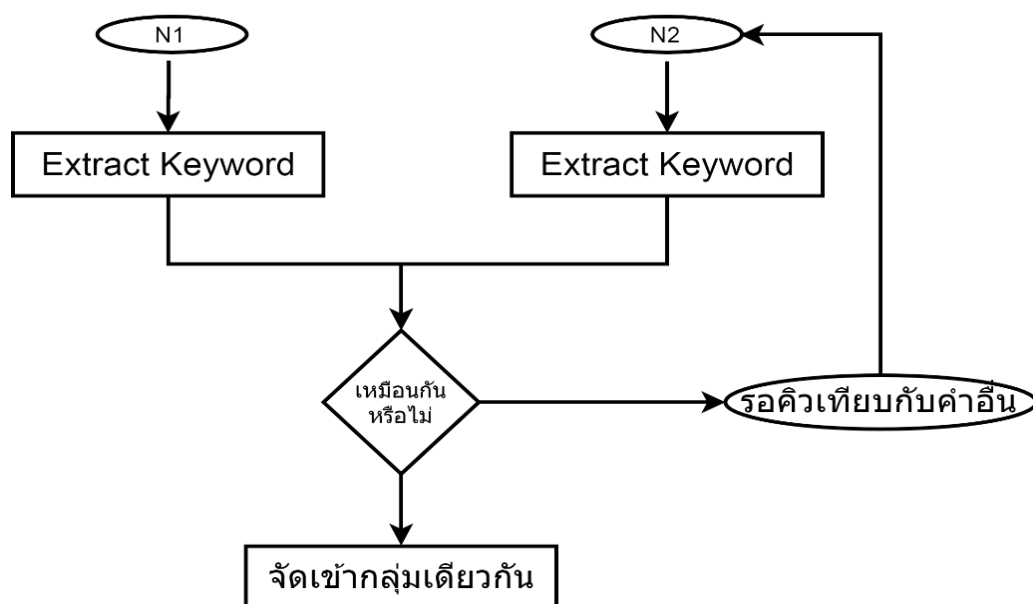 N1
N2
Extract Keyword
Extract Keyword
เหมือนกัน
หรือไม่
รอคิวเทียบกับคำอื่น
จัดเข้ากลุ่มเดียวกัน